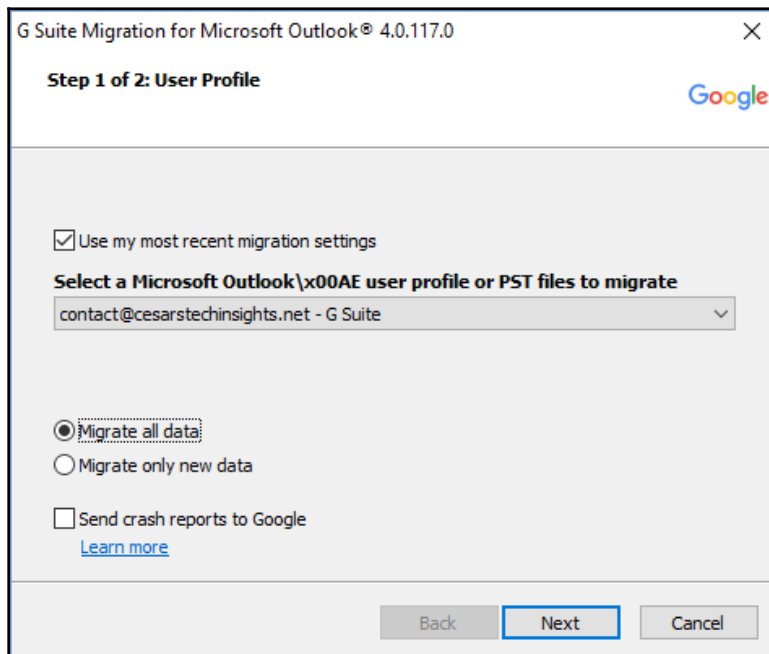 G Suite Migration for Microsoft Outlook® 4.0.117.0
Step 1 of 2: User Profile
Google
Use my most recent migration settings
Select a Microsoft Outlook\x00AE user profile or PST files to migrate
contact@cesarstechinsights.net - G Suite
Migrate all data
Migrate only new data
Send crash reports to Google
Learn more
Back Next Cancel